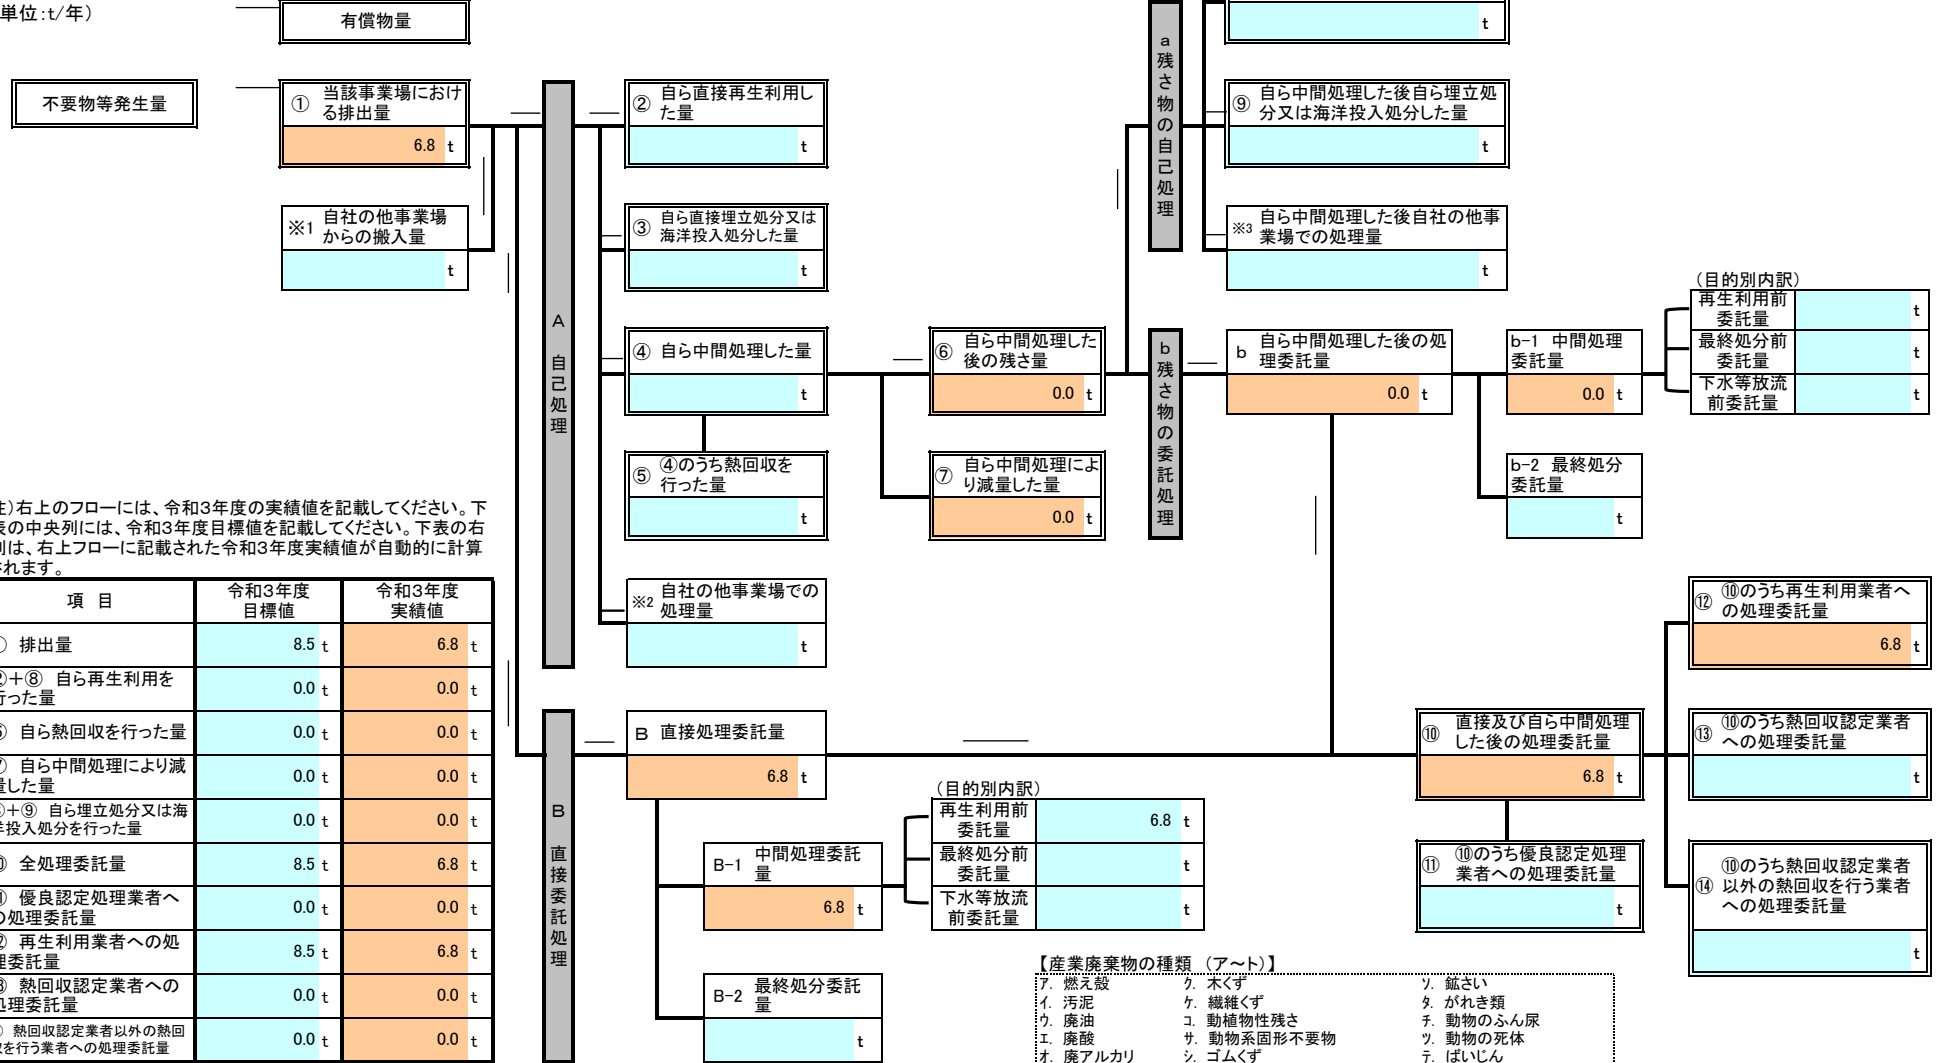 単位:t/年）
有償物量
t
不要物等発生量
① 当該事業場におけ
る排出量
6.8 t
※1 自社の他事業場
からの搬入量
t
A 自己処理
② 自ら直接再生利用し
た量
t
③ 自ら直接埋立処分又は
海洋投入処分した量
t
④ 自ら中間処理した量
t
⑤ ④のうち熱回収を
行った量
t
※2 自社の他事業場での
処理量
t
⑥ 自ら中間処理した
後の残さ量
0.0 t
⑦ 自ら中間処理によ
り減量した量
0.0 t
a 残さ物の自己処理
⑨ 自ら中間処理した後自ら埋立処
分又は海洋投入処分した量
t
※3 自ら中間処理した後自社の他事
業場での処理量
t
b 残さ物の委託処理
b 自ら中間処理した後の処
理委託量
0.0 t
b-1 中間処理
委託量
0.0 t
b-2 最終処分
委託量
t
（目的別内訳）
再生利用前
委託量
t
最終処分前
委託量
t
下水等放流
前委託量
t
)右上のフローには、令和3年度の実績値を記載してください。下
の中央列には、令和3年度目標値を記載してください。下表の右
は、右上フローに記載された令和3年度実績値が自動的に計算
れます。
項 目 令和3年度
目標値 令和3年度
実績値
排出量 8.5 t 6.8 t
＋⑧ 自ら再生利用を
行った量 0.0 t 0.0 t
自ら熱回収を行った量 0.0 t 0.0 t
自ら中間処理により減
量した量 0.0 t 0.0 t
＋⑨ 自ら埋立処分又は海
洋投入処分を行った量 0.0 t 0.0 t
全処理委託量 8.5 t 6.8 t
優良認定処理業者へ
の処理委託量 0.0 t 0.0 t
再生利用業者への処
理委託量 8.5 t 6.8 t
熱回収認定業者への
処理委託量 0.0 t 0.0 t
熱回収認定業者以外の熱回
収を行う業者への処理委託量 0.0 t 0.0 t
B 直接委託処理
B 直接処理委託量
6.8 t
B-1 中間処理委託
量
6.8 t
B-2 最終処分委託
量
t
（目的別内訳）
再生利用前
委託量
6.8 t
最終処分前
委託量
t
下水等放流
前委託量
t
⑩ 直接及び自ら中間処理
した後の処理委託量
6.8 t
⑪ ⑩のうち優良認定処理
業者への処理委託量
t
⑫ ⑩のうち再生利用業者へ
の処理委託量
6.8 t
⑬ ⑩のうち熱回収認定業者
への処理委託量
t
⑭ ⑩のうち熱回収認定業者
以外の熱回収を行う業者
への処理委託量
t
【産業廃棄物の種類 （ア～ト）】
ア. 燃え殻 ク. 木くず ソ. 鉱さい
イ. 汚泥 ケ. 繊維くず タ. がれき類
ウ. 廃油 コ. 動植物性残さ チ. 動物のふん尿
エ. 廃酸 サ. 動物系固形不要物 ツ. 動物の死体
オ. 廃アルカリ シ. ゴムくず テ. ばいじん